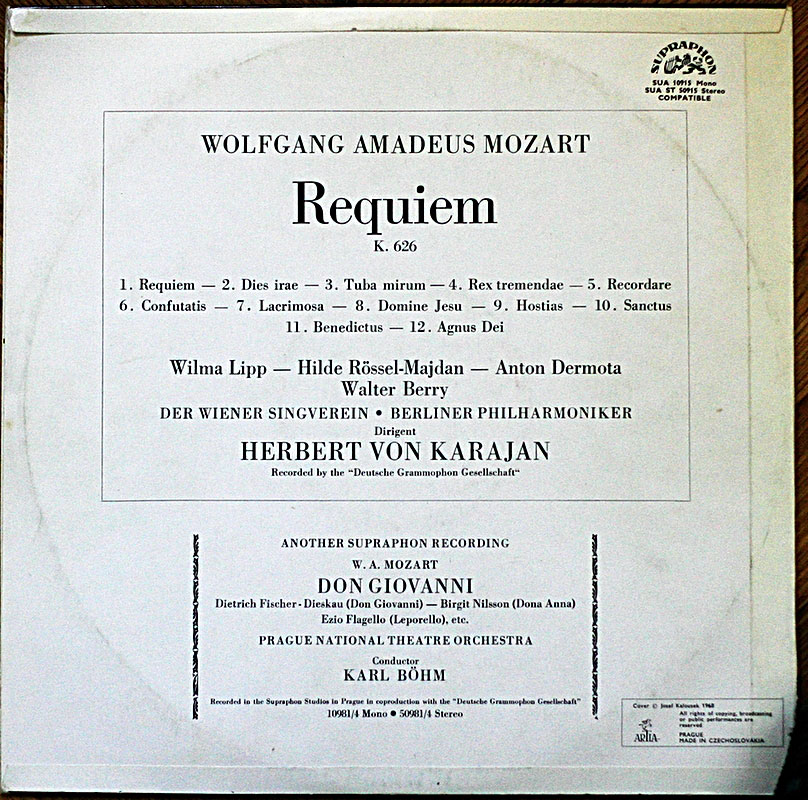 SUPRAPHON
SUA 10915 Mono
SUA ST 50915 Stereo
COMPATIBLE
WOLFGANG AMADEUS MOZART
Requiem
K. 626
1. Requiem — 2. Dies irae — 3. Tuba mirum — 4. Rex tremendae — 5. Recordare
6. Confutatis — 7. Lacrimosa — 8. Domine Jesu — 9. Hostias — 10. Sanctus
11. Benedictus — 12. Agnus Dei
Wilma Lipp — Hilde Rössel-Majdan — Anton Dermota
Walter Berry
DER WIENER SINGVEREIN • BERLINER PHILHARMONIKER
Dirigent
HERBERT VON KARAJAN
Recorded by the "Deutsche Grammophon Gesellschaft"
ANOTHER SUPRAPHON RECORDING
W. A. MOZART
DON GIOVANNI
Dietrich Fischer - Dieskau (Don Giovanni) — Birgit Nilsson (Dona Anna)
Ezio Flagello (Leporello), etc.
PRAGUE NATIONAL THEATRE ORCHESTRA
Conductor
KARL BÖHM
Recorded in the Supraphon Studios in Prague in coproduction with the "Deutsche Grammophon Gesellschaft"
10981/4 Mono ● 50981/4 Stereo
Cover © Josef Kalousek 1968
All rights of copying, broadcasting
or public performances are
reserved
ARTIA
PRAGUE
MADE IN CZECHOSLOVAKIA